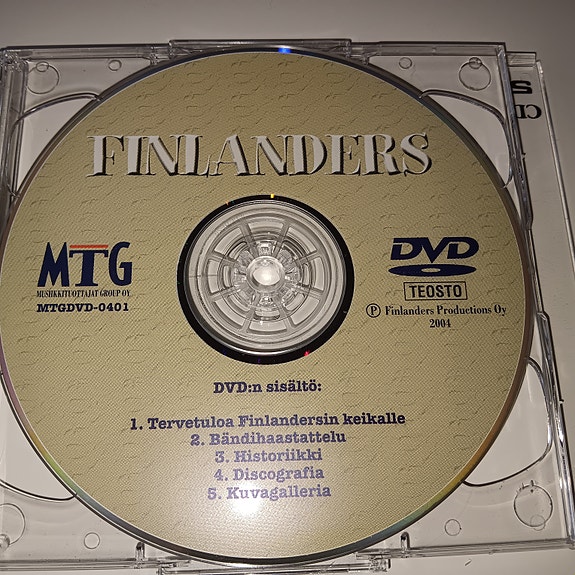 FINLANDERS
MTG
MUSIIKKITUOTTAJAT GROUP OY
MTGDVD-0401
DVD
TEOSTO
Ⓟ Finlanders Productions Oy
2004
DVD:n sisältö:
1. Tervetuloa Finlandersin keikalle
2. Bändihaastattelu
3. Historiikki
4. Discografia
5. Kuvagalleria